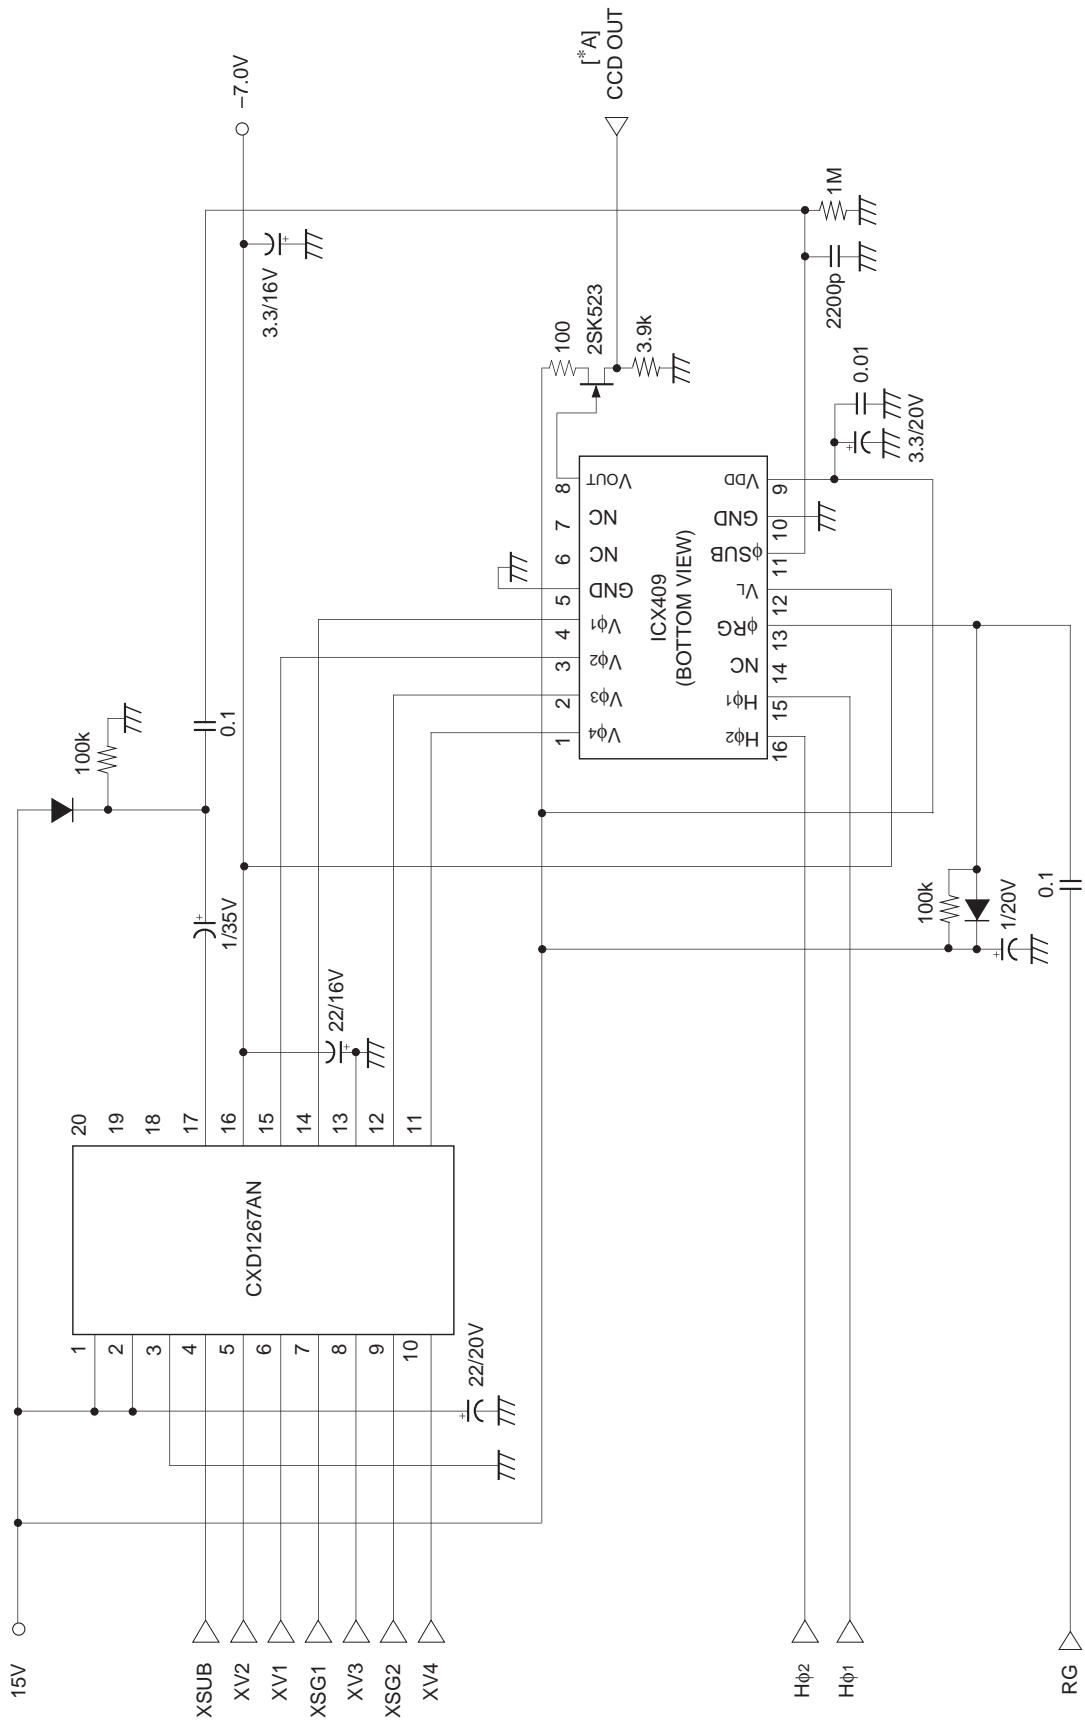 15V
XSUB
XV2
XV1
XSG1
XV3
XSG2
XV4
Hϕ2
Hϕ1
RG
22/20V
1
2
3
4
5
6
7
8
9
10
CXD1267AN
20
19
18
17
16
15
14
13
12
11
22/16V
+
1/35V
100k
0.1
3.3/16V
–7.0V
100k
1/20V
0.1
1
2
3
4
5
6
7
8
Vϕ4
Vϕ3
Vϕ2
Vϕ1
GND
NC
NC
VOUT
ICX409
(BOTTOM VIEW)
Hϕ2
Hϕ1
NC
ϕRG
VL
ϕSUB
GND
VDD
16
15
14
13
12
11
10
9
100
2SK523
3.9k
[*A]
CCD OUT
3.3/20V
0.01
2200p
1M